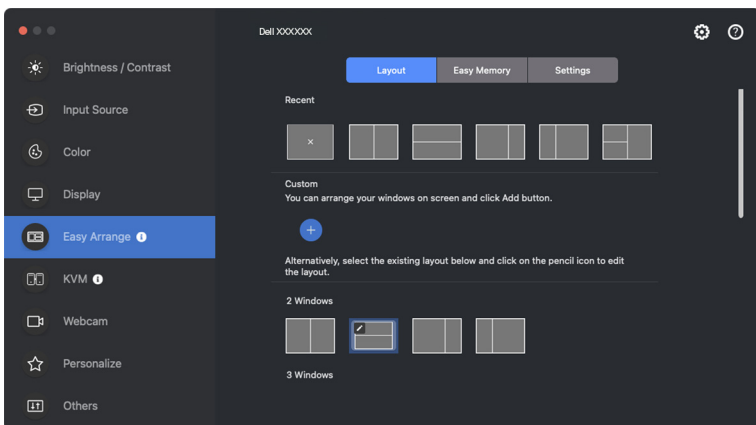 Dell XXXXXX
Brightness / Contrast
Input Source
Color
Display
Easy Arrange
KVM
Webcam
Personalize
Others
Layout
Easy Memory
Settings
Recent
Custom
You can arrange your windows on screen and click Add button.
Alternatively, select the existing layout below and click on the pencil icon to edit
the layout.
2 Windows
3 Windows